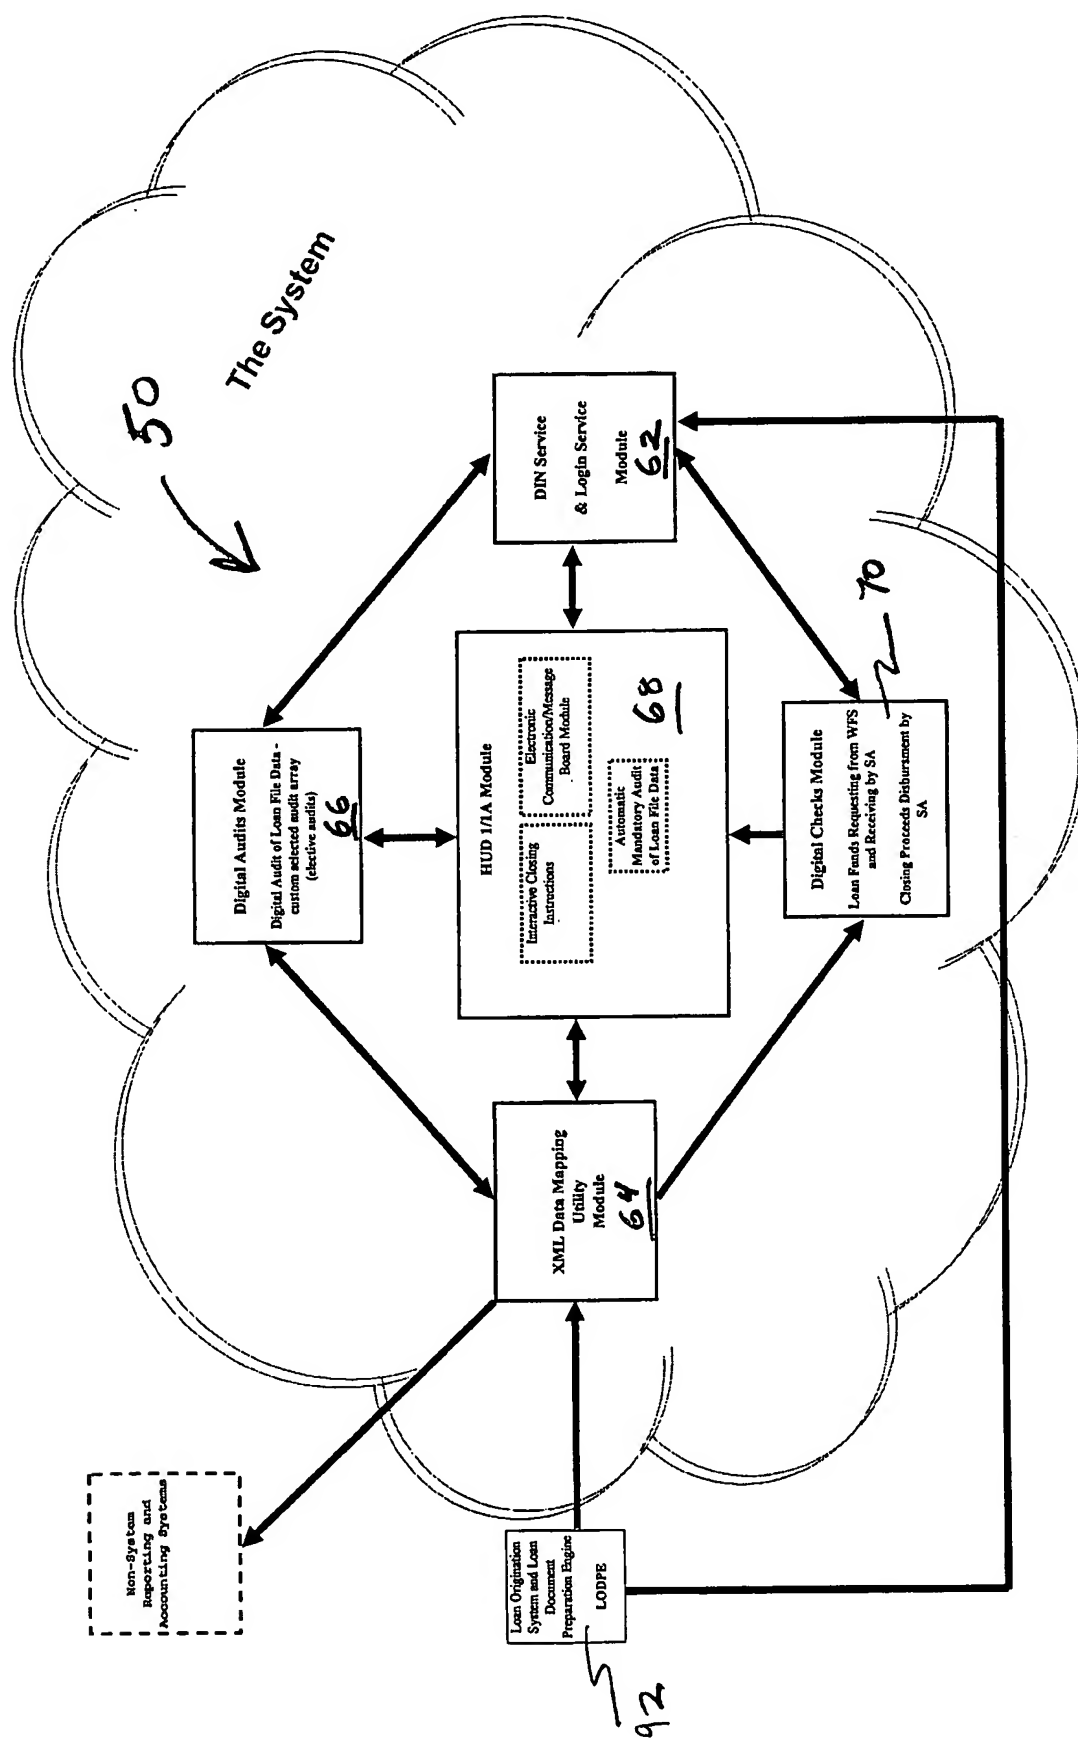 Non-System
Reporting and
Accounting Systems
The System
50
Digital Audits Module
Digital Audit of Loan File Data -
custom selected audit array
(elective audits)
66
Loan Origination
System and Loan
Document
Preparation Engine
LODPE
92
XML Data Mapping
Utility
Module
64
HUD 1/1A Module
Interactive Closing
Instructions
Electronic
Communication/Message
Board Module
Automatic
Mandatory Audit
of Loan File Data
68
DIN Service
& Login Service
Module
62
Digital Checks Module
Loan Funds Requesting from WFS
and Receiving by SA
Closing Proceeds Disbursment by
SA
70